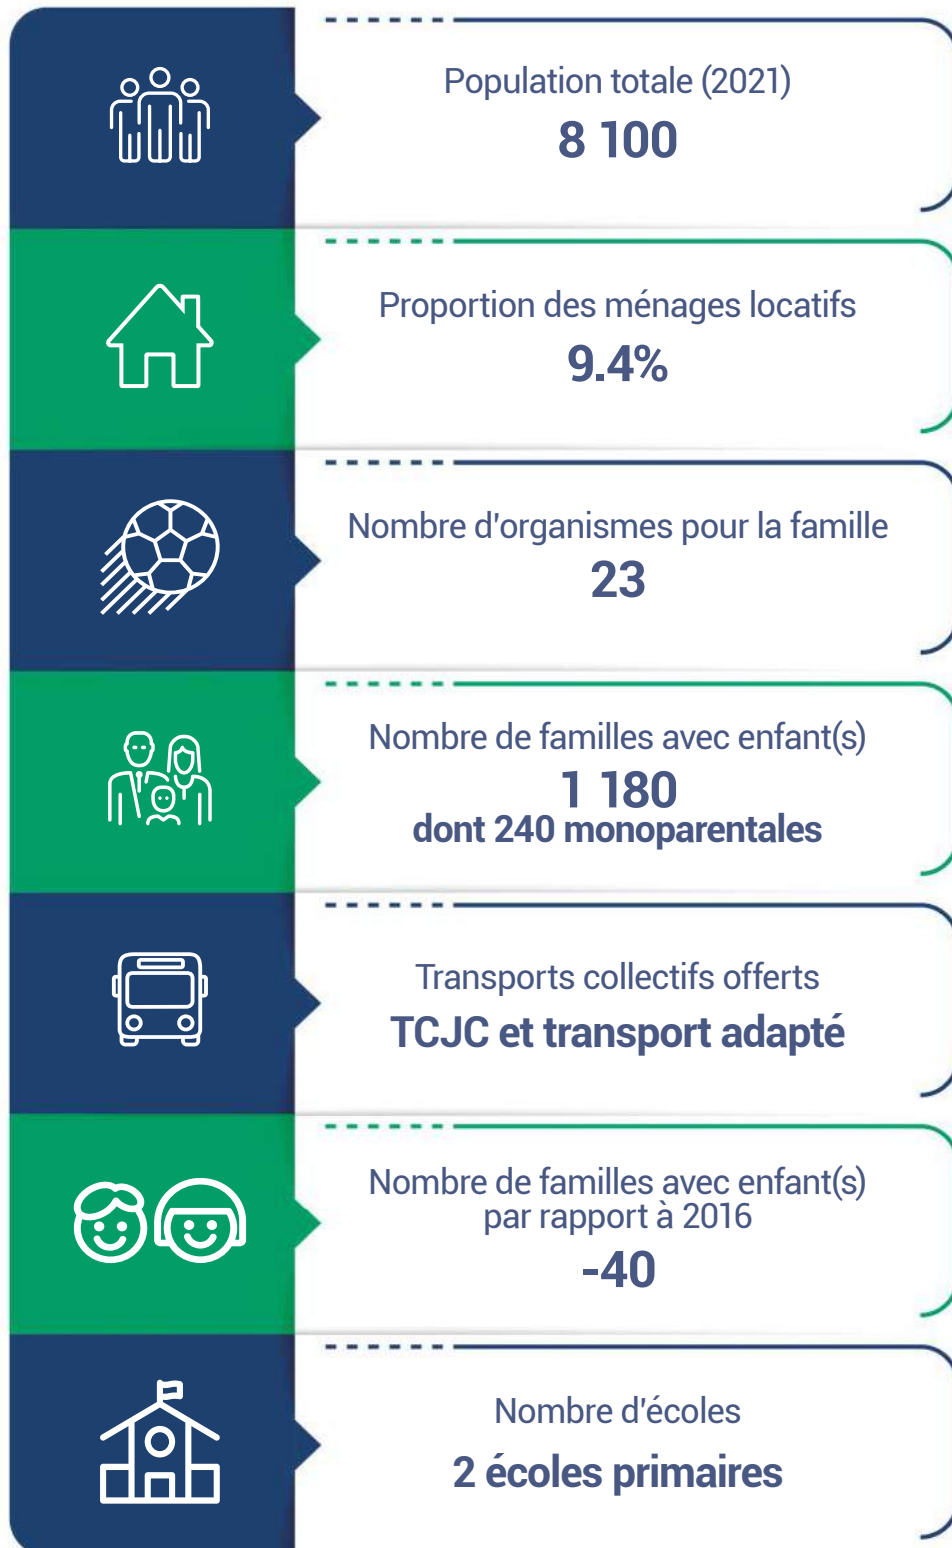 Population totale (2021)
8 100
Proportion des ménages locatifs
9.4%
Nombre d'organismes pour la famille
23
Nombre de familles avec enfant(s)
1 180
dont 240 monoparentales
Transports collectifs offerts
TCJC et transport adapté
Nombre de familles avec enfant(s)
par rapport à 2016
-40
Nombre d'écoles
2 écoles primaires